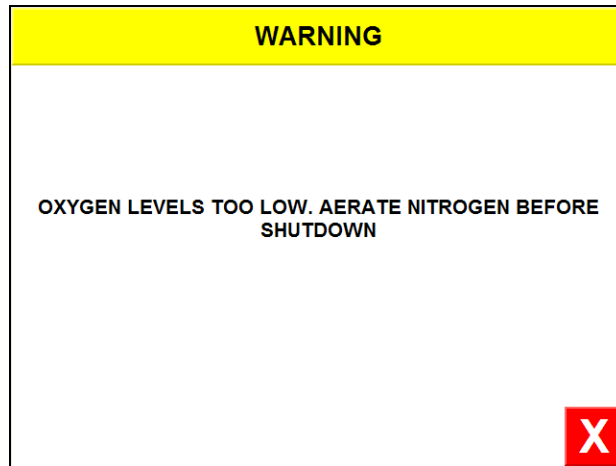 WARNING
OXYGEN LEVELS TOO LOW. AERATE NITROGEN BEFORE
SHUTDOWN
X